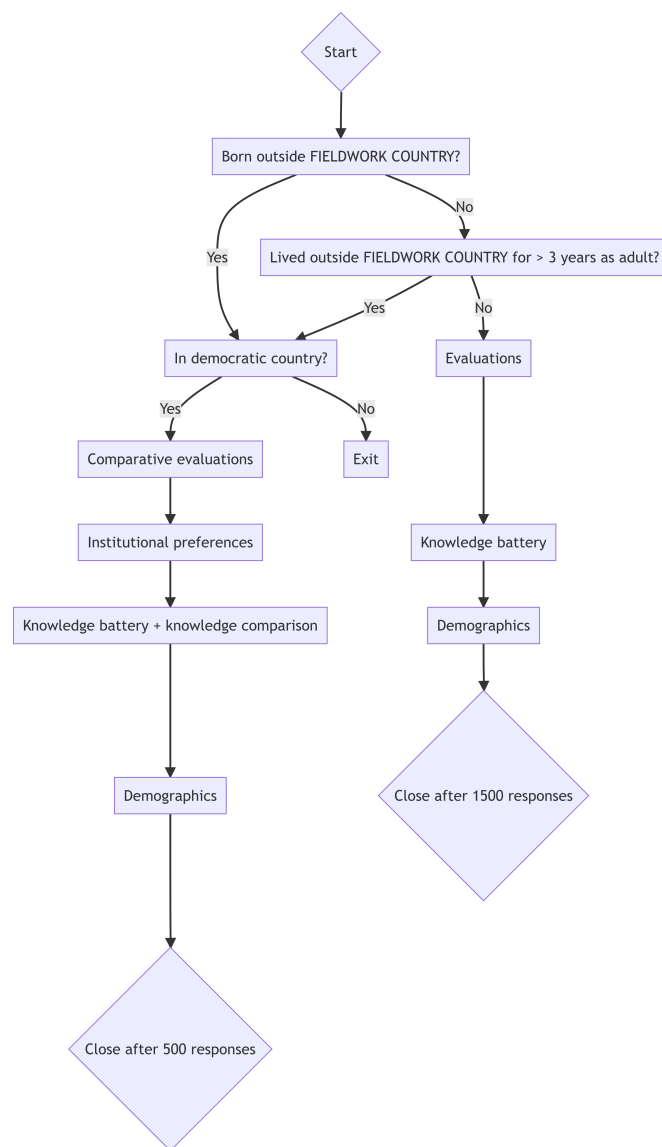 Start
Born outside FIELDWORK COUNTRY?
No
Yes
Lived outside FIELDWORK COUNTRY for > 3 years as adult?
Yes
No
In democratic country?
Evaluations
Yes
No
Comparative evaluations
Exit
Institutional preferences
Knowledge battery
Knowledge battery + knowledge comparison
Demographics
Demographics
Close after 1500 responses
Close after 500 responses